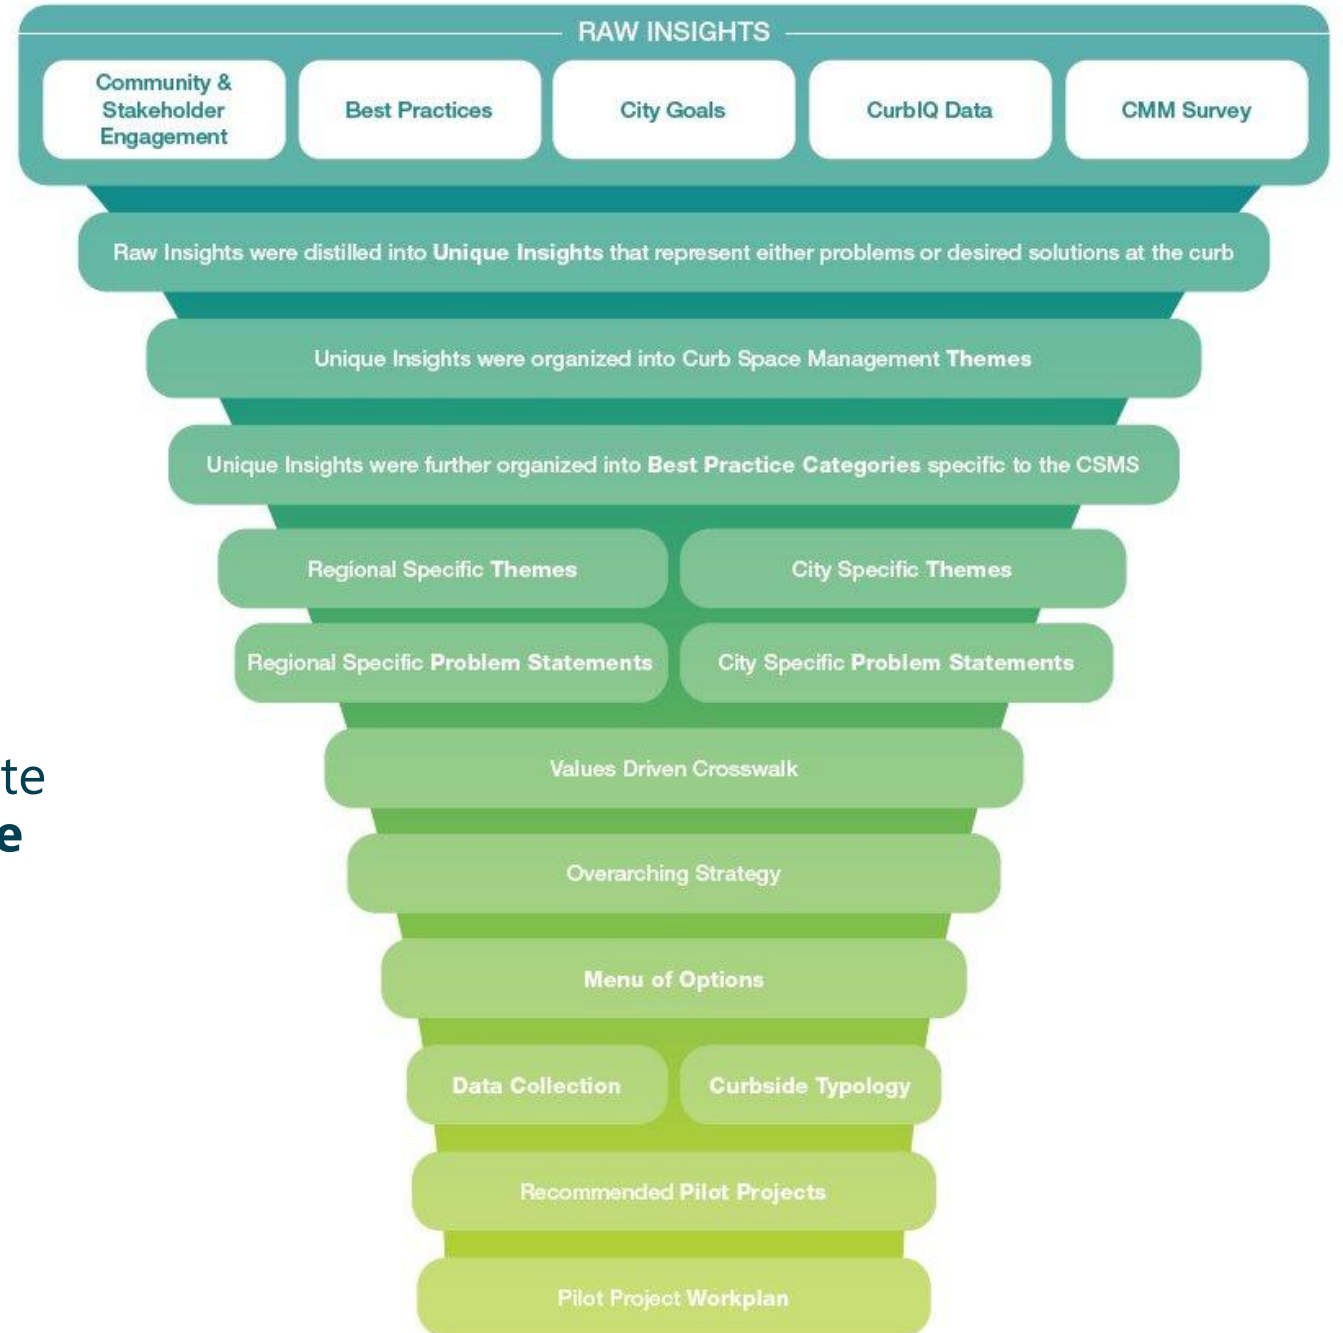 RAW INSIGHTS
Community &
Stakeholder
Engagement
Best Practices
City Goals
CurbIQ Data
CMM Survey
Raw Insights were distilled into Unique Insights that represent either problems or desired solutions at the curb
Unique Insights were organized into Curb Space Management Themes
Unique Insights were further organized into Best Practice Categories specific to the CSMS
Regional Specific Themes
City Specific Themes
Regional Specific Problem Statements
City Specific Problem Statements
Values Driven Crosswalk
te
e
Overarching Strategy
Menu of Options
Data Collection
Curbside Typology
Recommended Pilot Projects
Pilot Project Workplan